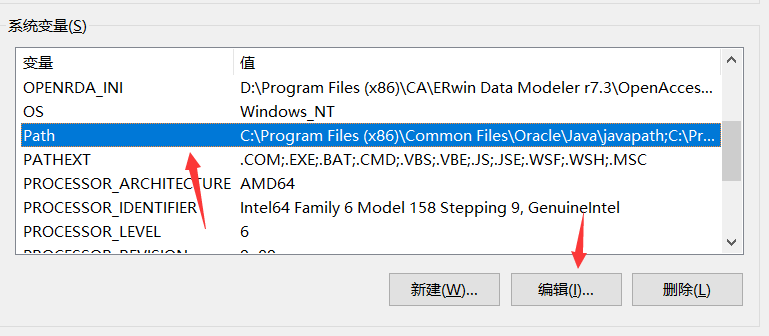 系统变量(S)
变量 值
OPENRDA_INI D:\Program Files (x86)\CA\ERwin Data Modeler r7.3\OpenAcces...
OS Windows_NT
Path C:\Program Files (x86)\Common Files\Oracle\Java\javapath;C:\Pr...
PATHEXT .COM;.EXE;.BAT;.CMD;.VBS;.VBE;.JS;.JSE;.WSF;.WSH;.MSC
PROCESSOR_ARCHITECTURE AMD64
PROCESSOR_IDENTIFIER Intel64 Family 6 Model 158 Stepping 9, GenuineIntel
PROCESSOR_LEVEL 6
新建(W)... 编辑(I)... 删除(L)